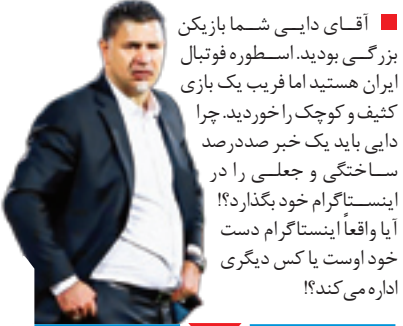 ■ آقای دایی شما بازیکن
بزرگی بودید. اسطوره فوتبال
ایران هستید اما فریب یک بازی
کثیف و کوچک را خوردید. چرا
دایی باید یک خبر صددرصد
ساختگی و جعلی را در
اینستاگرام خود بگذارد؟!
آیا واقعاً اینستاگرام دست
خود اوست یا کس دیگری
اداره می‌کند؟!